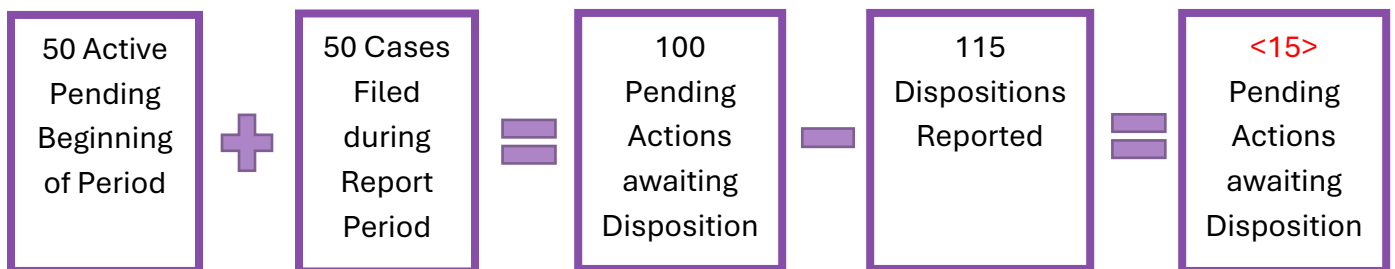 50 Active
Pending
Beginning
of Period
50 Cases
Filed
during
Report
Period
100
Pending
Actions
awaiting
Disposition
115
Dispositions
Reported
<15>
Pending
Actions
awaiting
Disposition